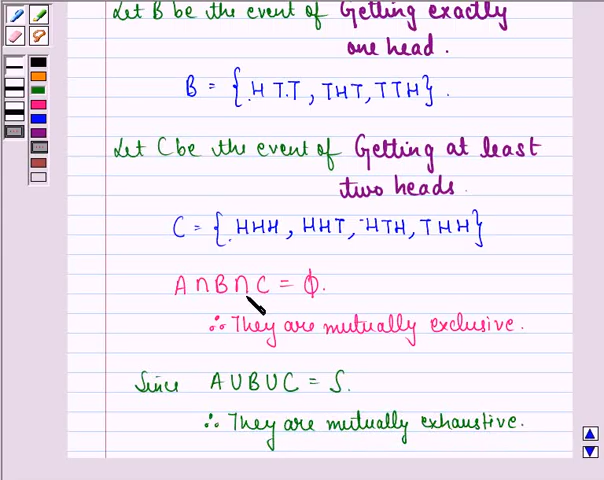 Let B be the event of Getting exactly
one head.
B = {HTT, THT, TTH}.
Let C be the event of Getting at least
two heads.
C = {HHH, HHT, HTH, THH}
A ∩ B ∩ C = ϕ.
∴ They are mutually exclusive.
Since A ∪ B ∪ C = S.
∴ They are mutually exhaustive.